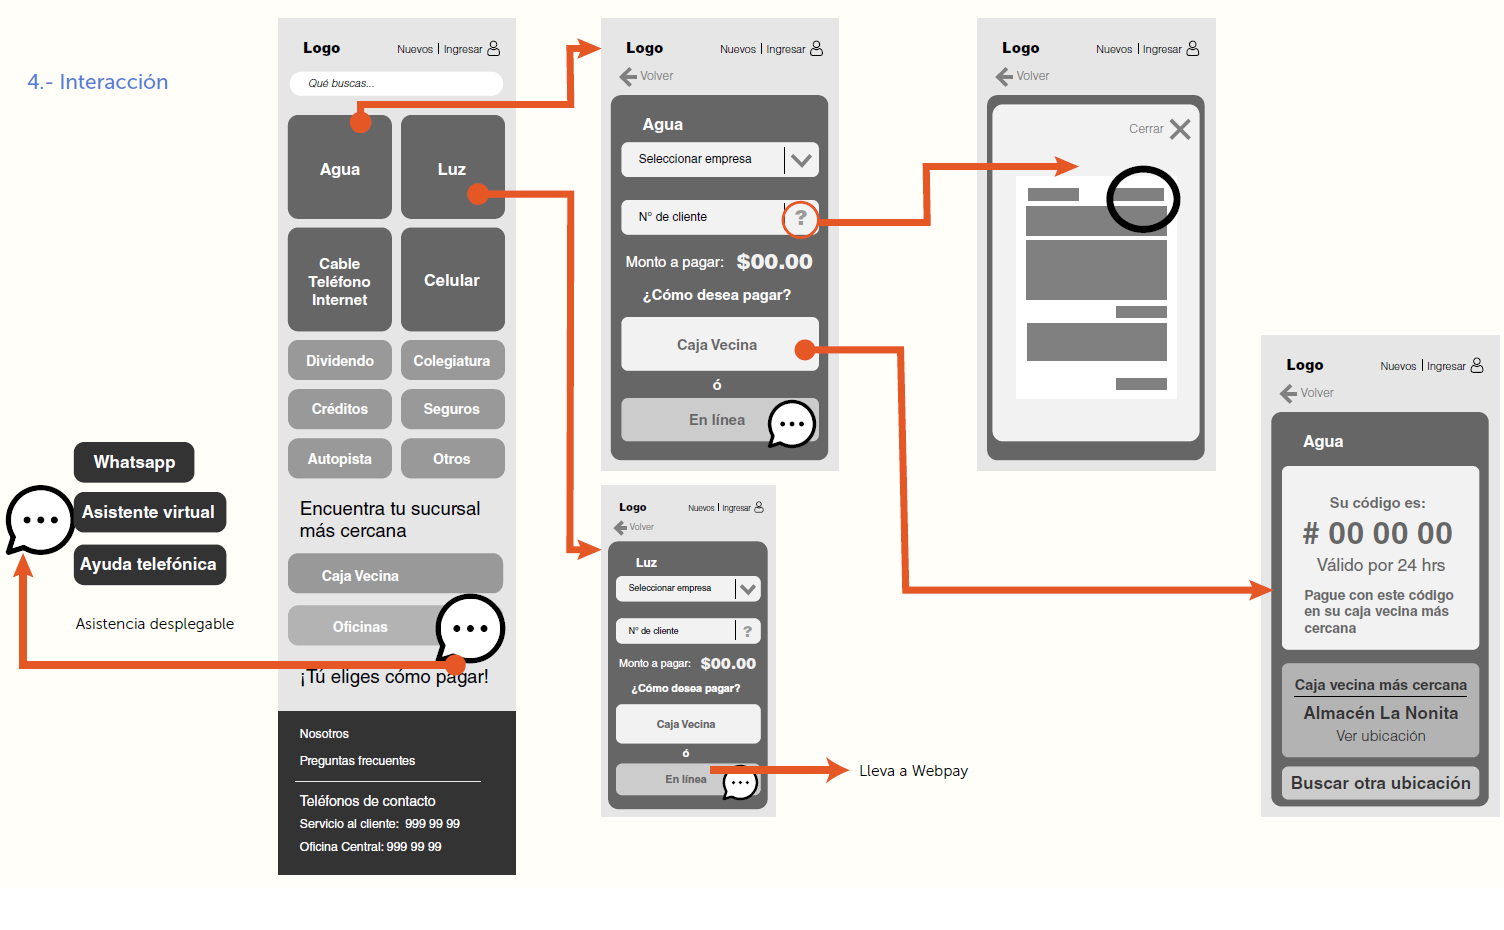 4.- Interacción
Logo
Nuevos | Ingresar
Qué buscas...
Agua
Luz
Cable
Teléfono
Internet
Celular
Dividendo
Colegiatura
Créditos
Seguros
Autopista
Otros
Encuentra tu sucursal
más cercana
Caja Vecina
Oficinas
¡Tú eliges cómo pagar!
Nosotros
Preguntas frecuentes
Teléfonos de contacto
Servicio al cliente: 999 99 99
Oficina Central: 999 99 99
Whatsapp
Asistente virtual
Ayuda telefónica
Asistencia desplegable
Logo
Nuevos | Ingresar
Volver
Agua
Seleccionar empresa
N° de cliente
?
Monto a pagar: $00.00
¿Cómo desea pagar?
Caja Vecina
ó
En línea
Logo
Nuevos | Ingresar
Volver
Luz
Seleccionar empresa
N° de cliente
?
Monto a pagar: $00.00
¿Cómo desea pagar?
Caja Vecina
ó
En línea
Lleva a Webpay
Logo
Nuevos | Ingresar
Volver
Cerrar
Logo
Nuevos | Ingresar
Volver
Agua
Su código es:
# 00 00 00
Válido por 24 hrs
Pague con este código
en su caja vecina más
cercana
Caja vecina más cercana
Almacén La Nonita
Ver ubicación
Buscar otra ubicación